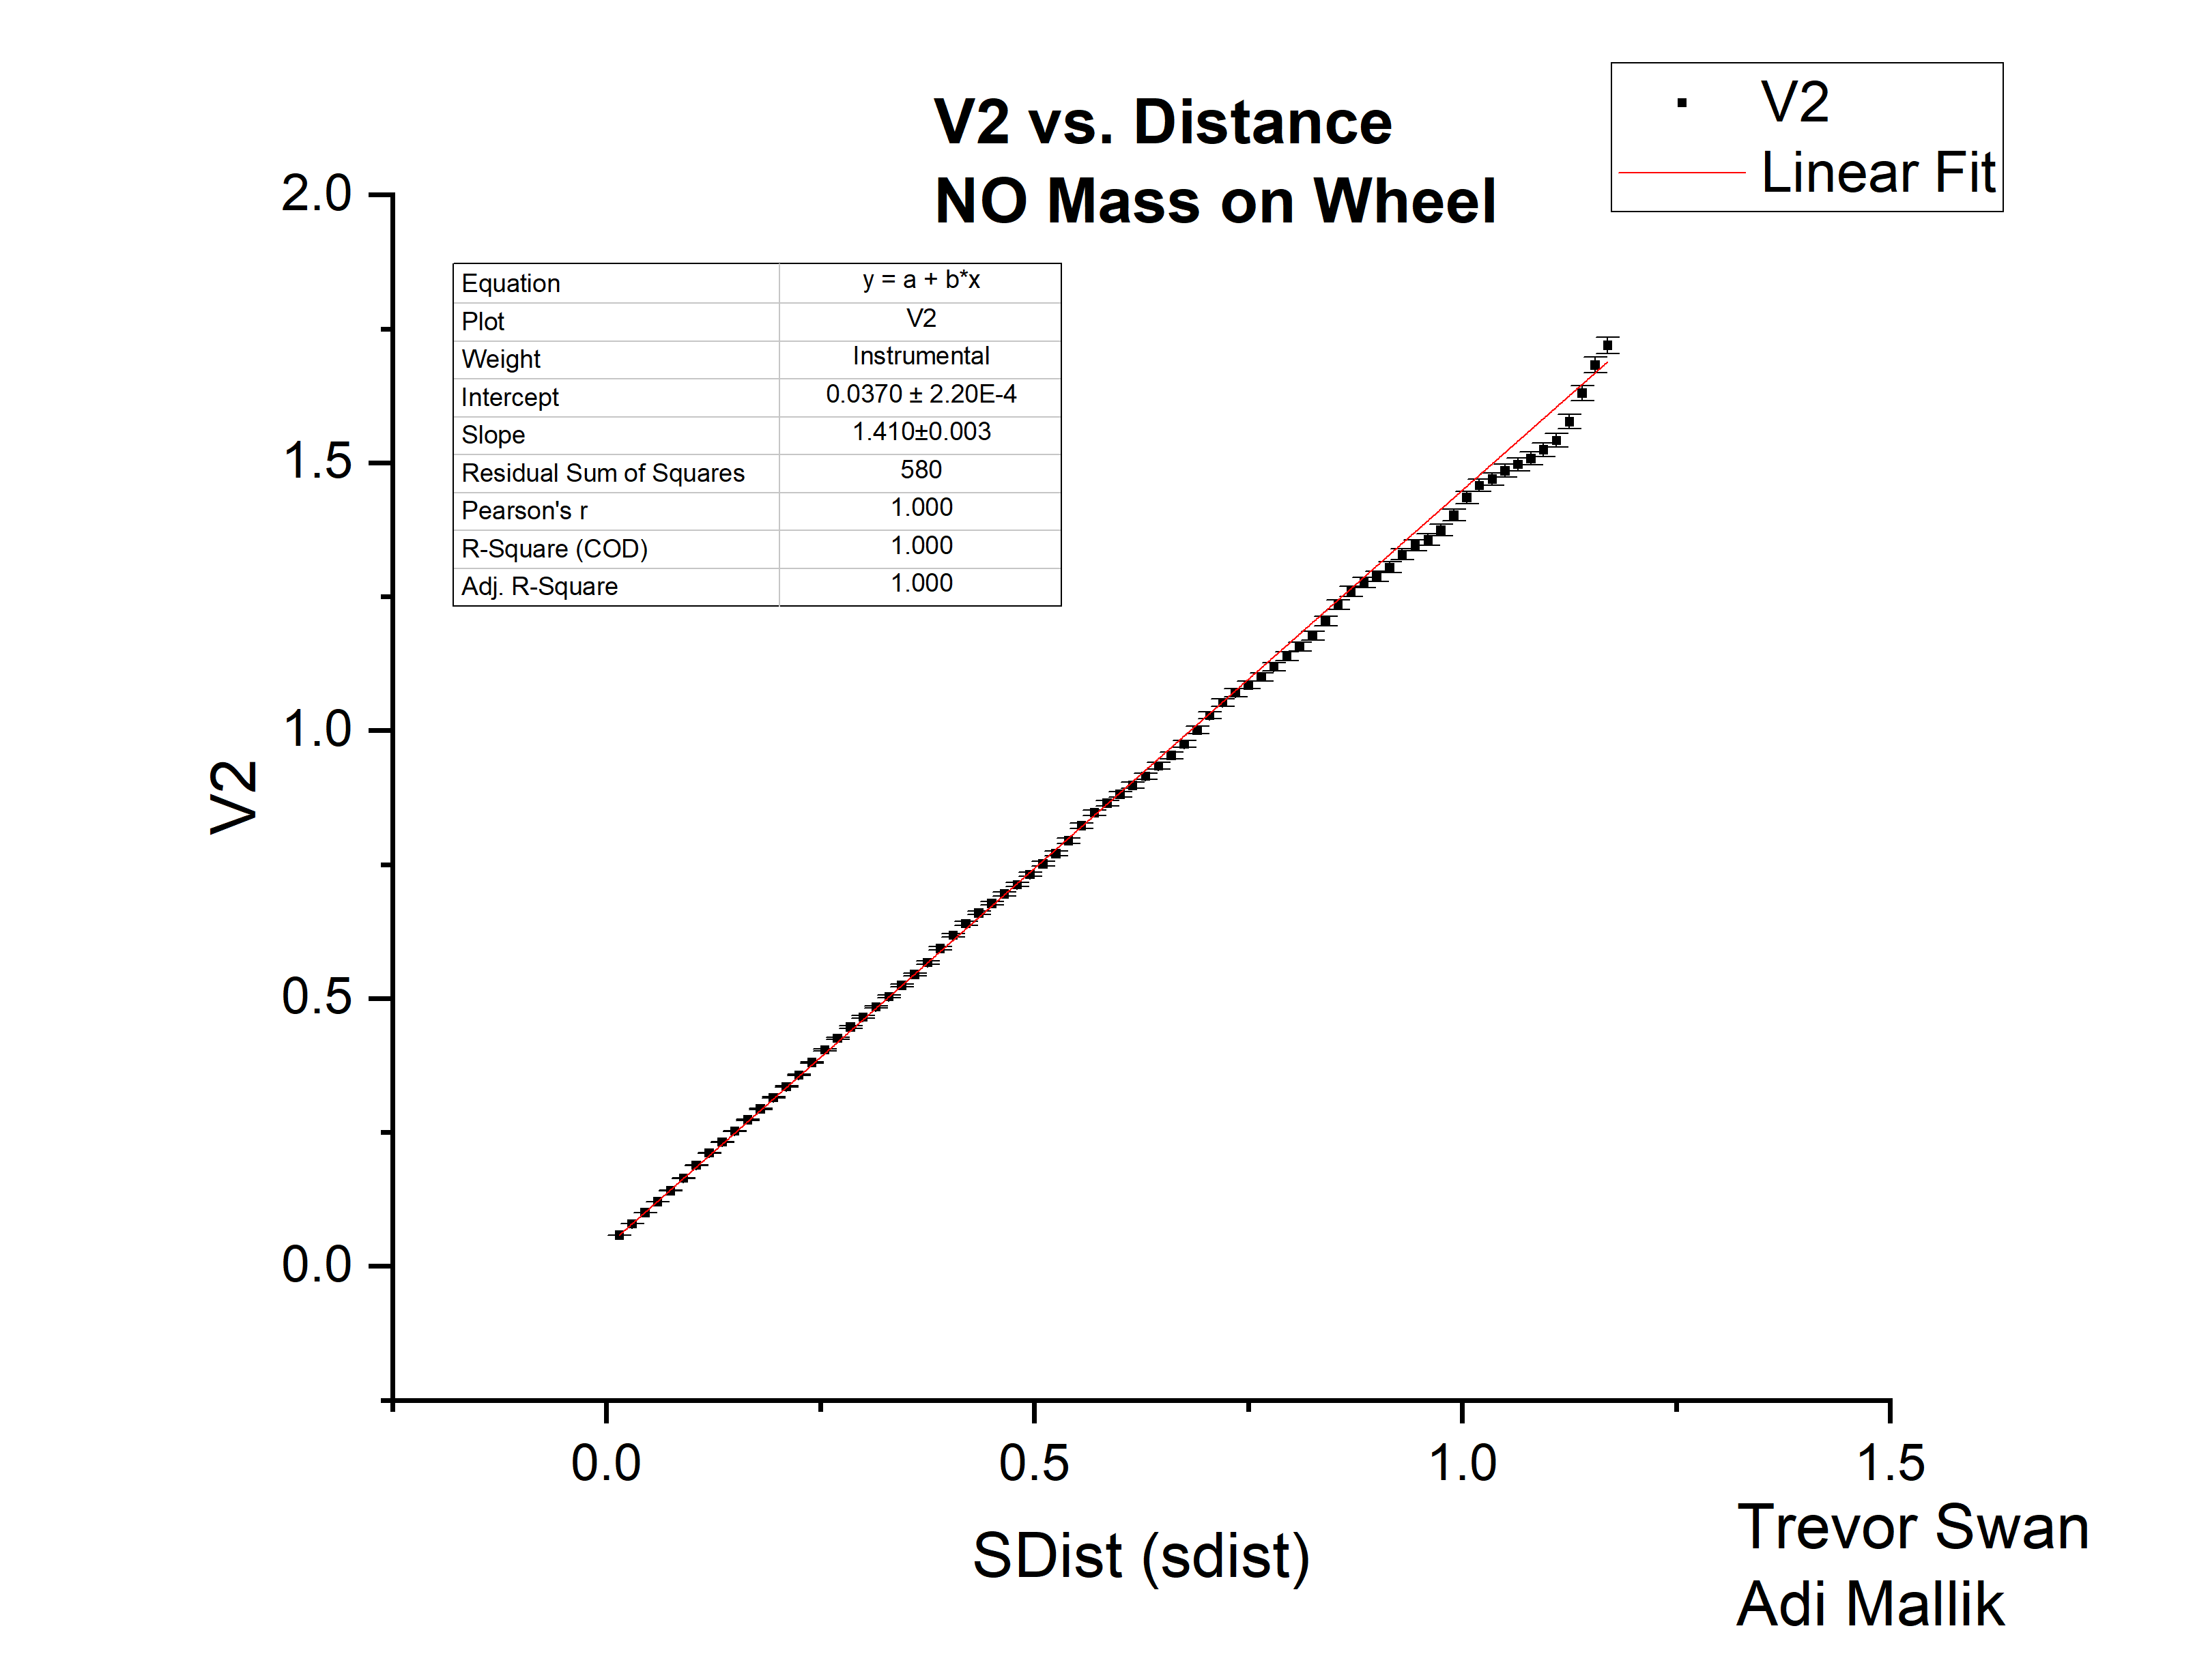 V2 vs. Distance
NO Mass on Wheel
V2
Linear Fit
Equation y = a + b*x
Plot V2
Weight Instrumental
Intercept 0.0370 ± 2.20E-4
Slope 1.410±0.003
Residual Sum of Squares 580
Pearson's r 1.000
R-Square (COD) 1.000
Adj. R-Square 1.000
2.0
1.5
1.0
0.5
0.0
V2
0.0 0.5 1.0 1.5
SDist (sdist)
Trevor Swan
Adi Mallik